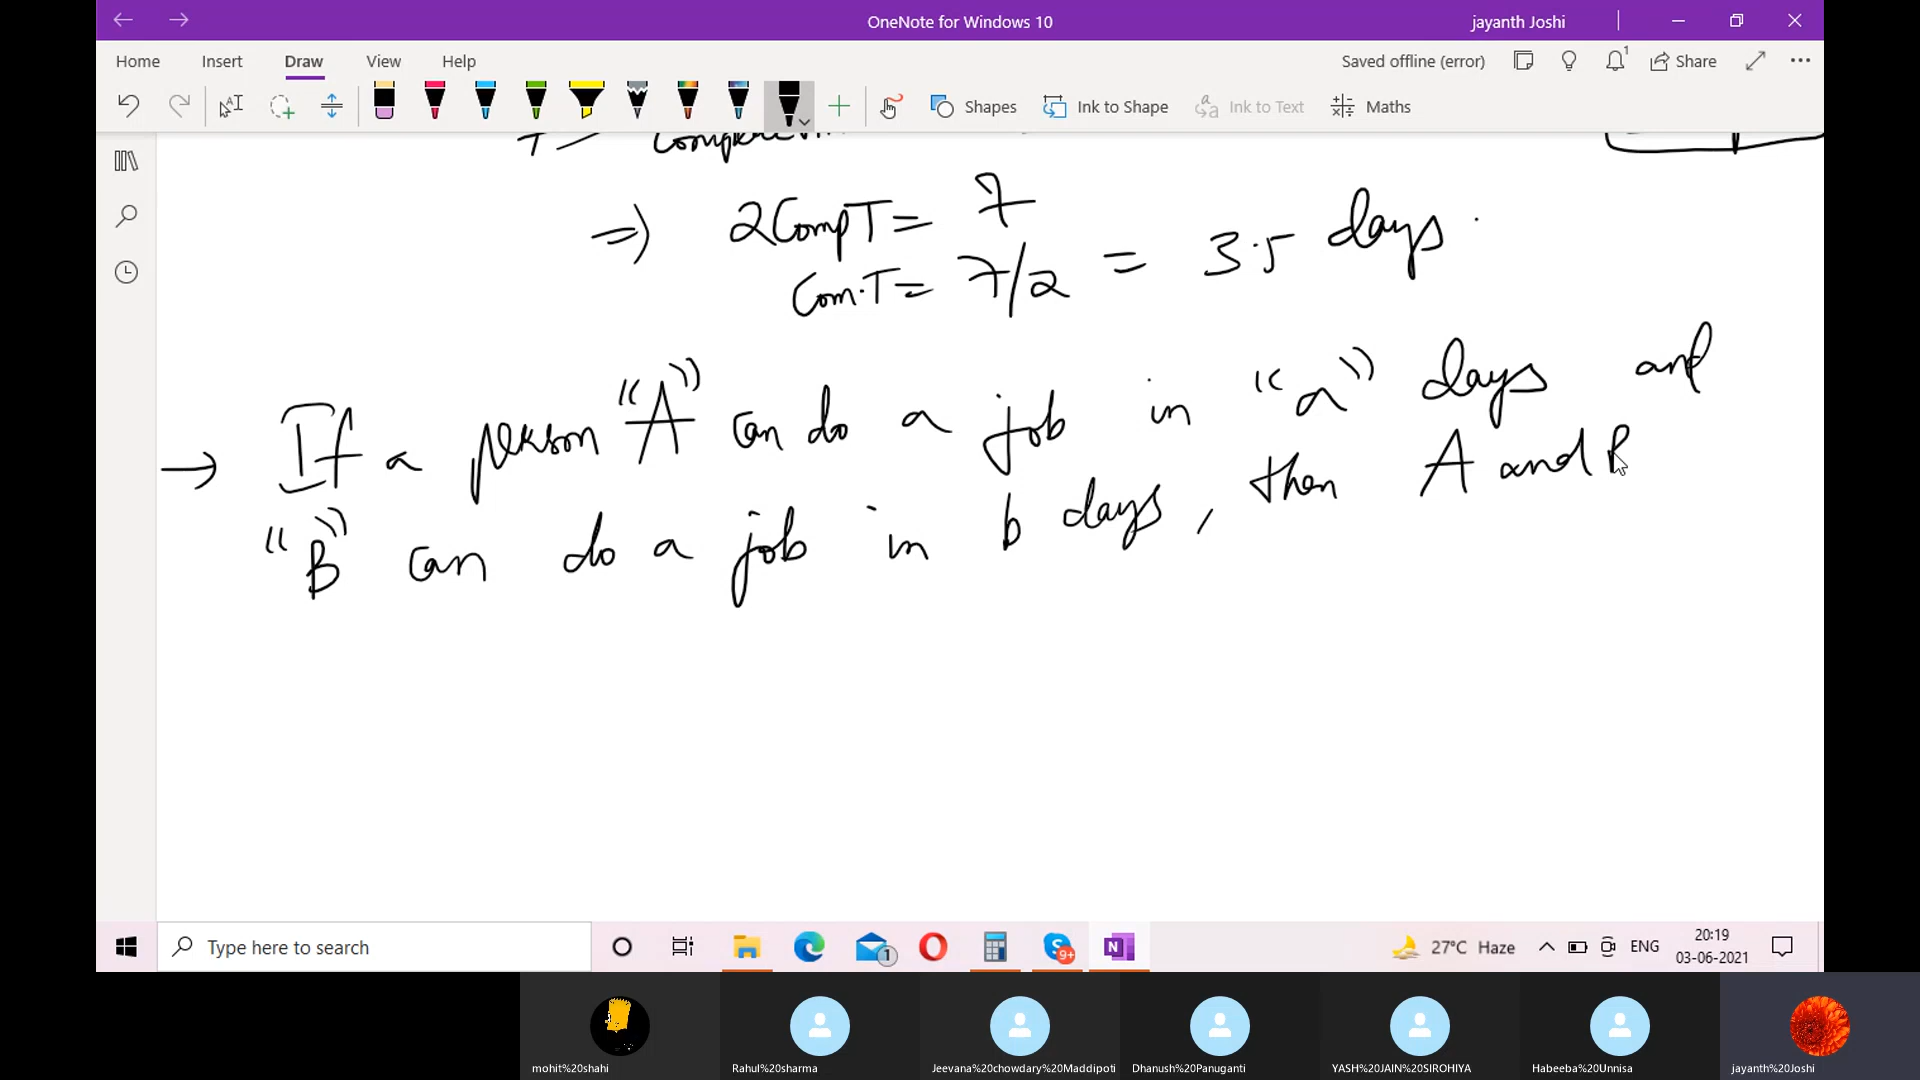 OneNote for Windows 10
jayanth Joshi
Home Insert Draw View Help
Saved offline (error) 1 Share
Shapes Ink to Shape Ink to Text Maths
=> 2CompT = 7
Com.T = 7/2 = 3.5 days.
→ If a person "A" can do a job in "a" days and
"B" can do a job in b days, then A and B
Type here to search
1
9+
27°C Haze
ENG
20:19
03-06-2021
mohit%20shahi
Rahul%20sharma
Jeevana%20chowdary%20Maddipoti
Dhanush%20Panuganti
YASH%20JAIN%20SIROHIYA
Habeeba%20Unnisa
jayanth%20Joshi